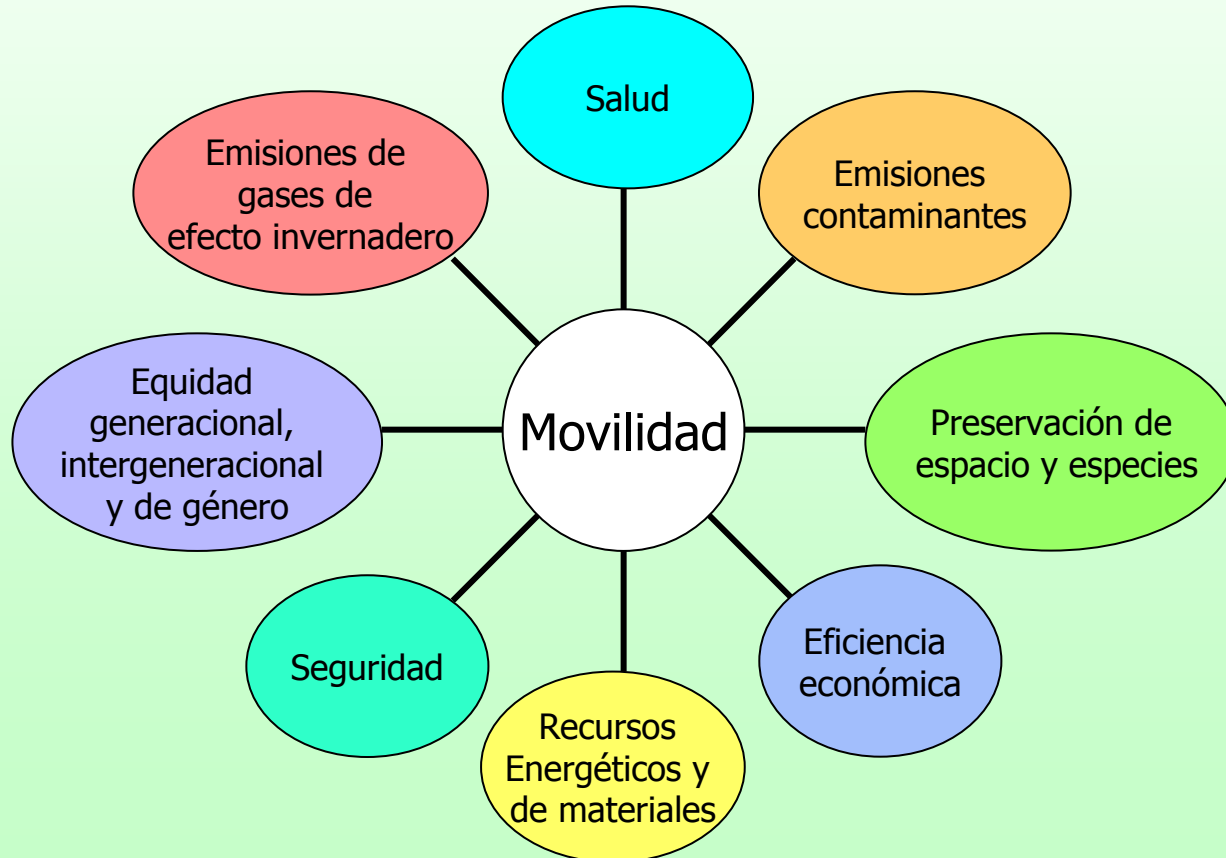 Salud
Emisiones de
gases de
efecto invernadero
Emisiones
contaminantes
Equidad
generacional,
intergeneracional
y de género
Movilidad
Preservación de
espacio y especies
Seguridad
Eficiencia
económica
Recursos
Energéticos y
de materiales